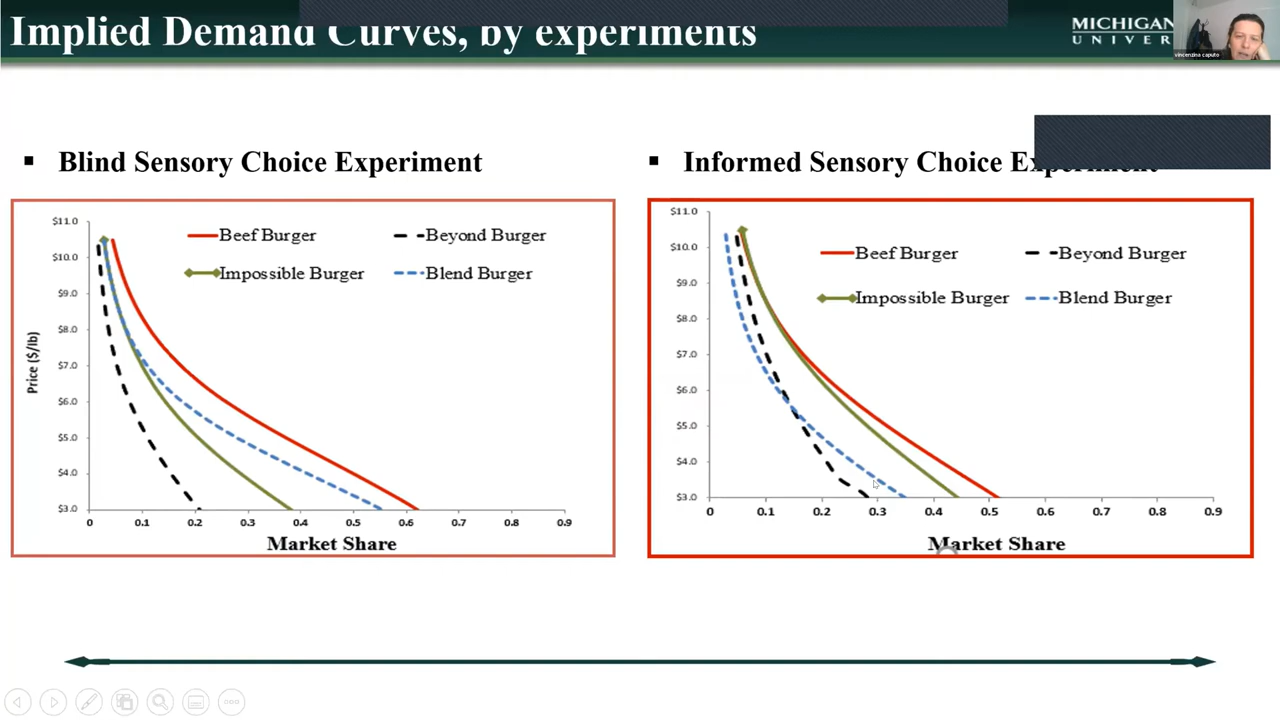 Implied Demand Curves, by experiments
MICHIGAN
UNIVER
vincenzina caputo
▪ Blind Sensory Choice Experiment
▪ Informed Sensory Choice Experiment
$11.0
$10.0
$9.0
$8.0
$7.0
$6.0
$5.0
$4.0
$3.0
Price ($/lb)
Beef Burger
Beyond Burger
Impossible Burger
Blend Burger
0 0.1 0.2 0.3 0.4 0.5 0.6 0.7 0.8 0.9
Market Share
$11.0
$10.0
$9.0
$8.0
$7.0
$6.0
$5.0
$4.0
$3.0
Beef Burger
Beyond Burger
Impossible Burger
Blend Burger
0 0.1 0.2 0.3 0.4 0.5 0.6 0.7 0.8 0.9
Market Share